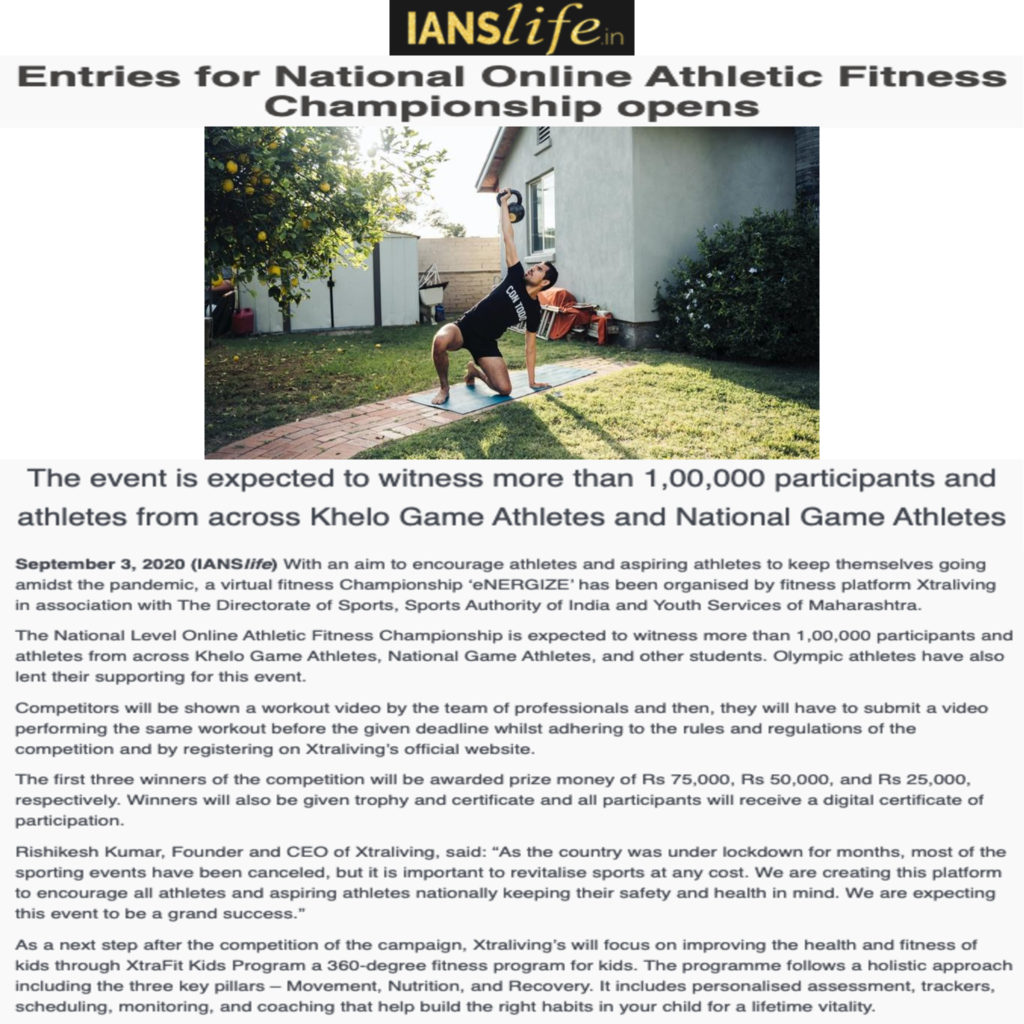 IANSlife.in
Entries for National Online Athletic Fitness
Championship opens
CON TODO
The event is expected to witness more than 1,00,000 participants and
athletes from across Khelo Game Athletes and National Game Athletes
September 3, 2020 (IANSlife) With an aim to encourage athletes and aspiring athletes to keep themselves going
amidst the pandemic, a virtual fitness Championship ‘eNERGIZE’ has been organised by fitness platform Xtraliving
in association with The Directorate of Sports, Sports Authority of India and Youth Services of Maharashtra.
The National Level Online Athletic Fitness Championship is expected to witness more than 1,00,000 participants and
athletes from across Khelo Game Athletes, National Game Athletes, and other students. Olympic athletes have also
lent their supporting for this event.
Competitors will be shown a workout video by the team of professionals and then, they will have to submit a video
performing the same workout before the given deadline whilst adhering to the rules and regulations of the
competition and by registering on Xtraliving’s official website.
The first three winners of the competition will be awarded prize money of Rs 75,000, Rs 50,000, and Rs 25,000,
respectively. Winners will also be given trophy and certificate and all participants will receive a digital certificate of
participation.
Rishikesh Kumar, Founder and CEO of Xtraliving, said: “As the country was under lockdown for months, most of the
sporting events have been canceled, but it is important to revitalise sports at any cost. We are creating this platform
to encourage all athletes and aspiring athletes nationally keeping their safety and health in mind. We are expecting
this event to be a grand success.”
As a next step after the competition of the campaign, Xtraliving’s will focus on improving the health and fitness of
kids through XtraFit Kids Program a 360-degree fitness program for kids. The programme follows a holistic approach
including the three key pillars – Movement, Nutrition, and Recovery. It includes personalised assessment, trackers,
scheduling, monitoring, and coaching that help build the right habits in your child for a lifetime vitality.